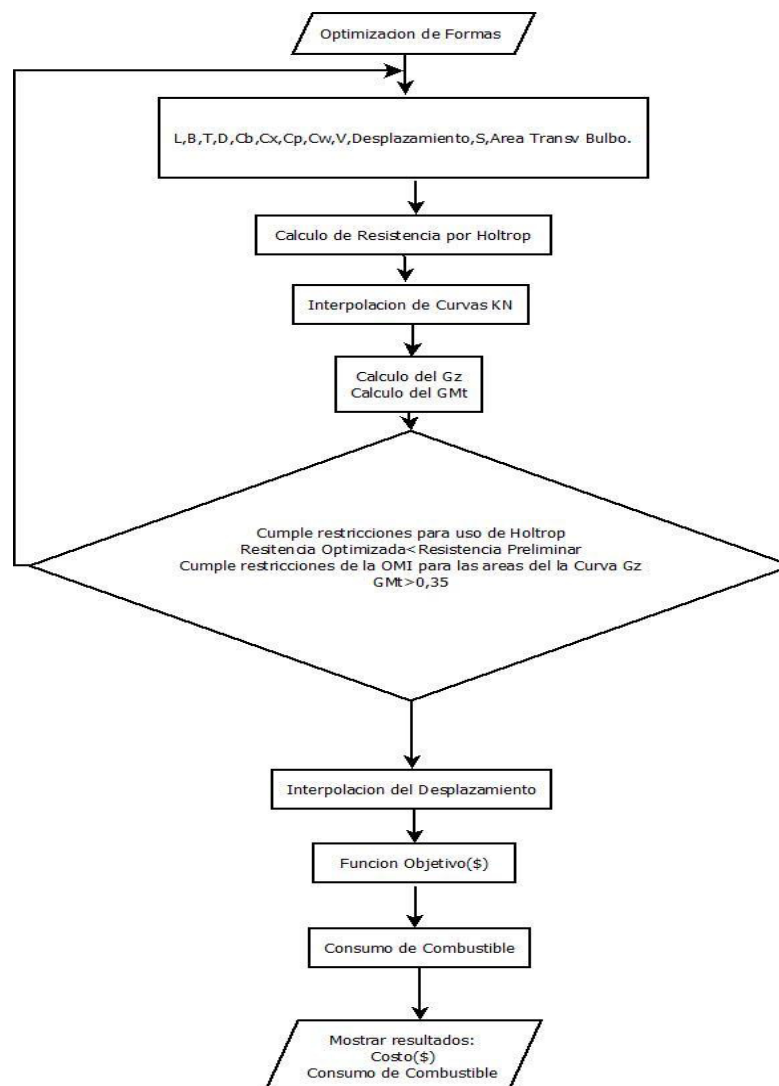 Optimizacion de Formas
L,B,T,D,Cb,Cx,Cp,Cw,V,Desplazamiento,S,Area Transv Bulbo.
Calculo de Resistencia por Holtrop
Interpolacion de Curvas KN
Calculo del Gz
Calculo del GMt
Cumple restricciones para uso de Holtrop
Resitencia Optimizada<Resistencia Preliminar
Cumple restricciones de la OMI para las areas del la Curva Gz
GMt>0,35
Interpolacion del Desplazamiento
Funcion Objetivo($)
Consumo de Combustible
Mostrar resultados:
Costo($)
Consumo de Combustible